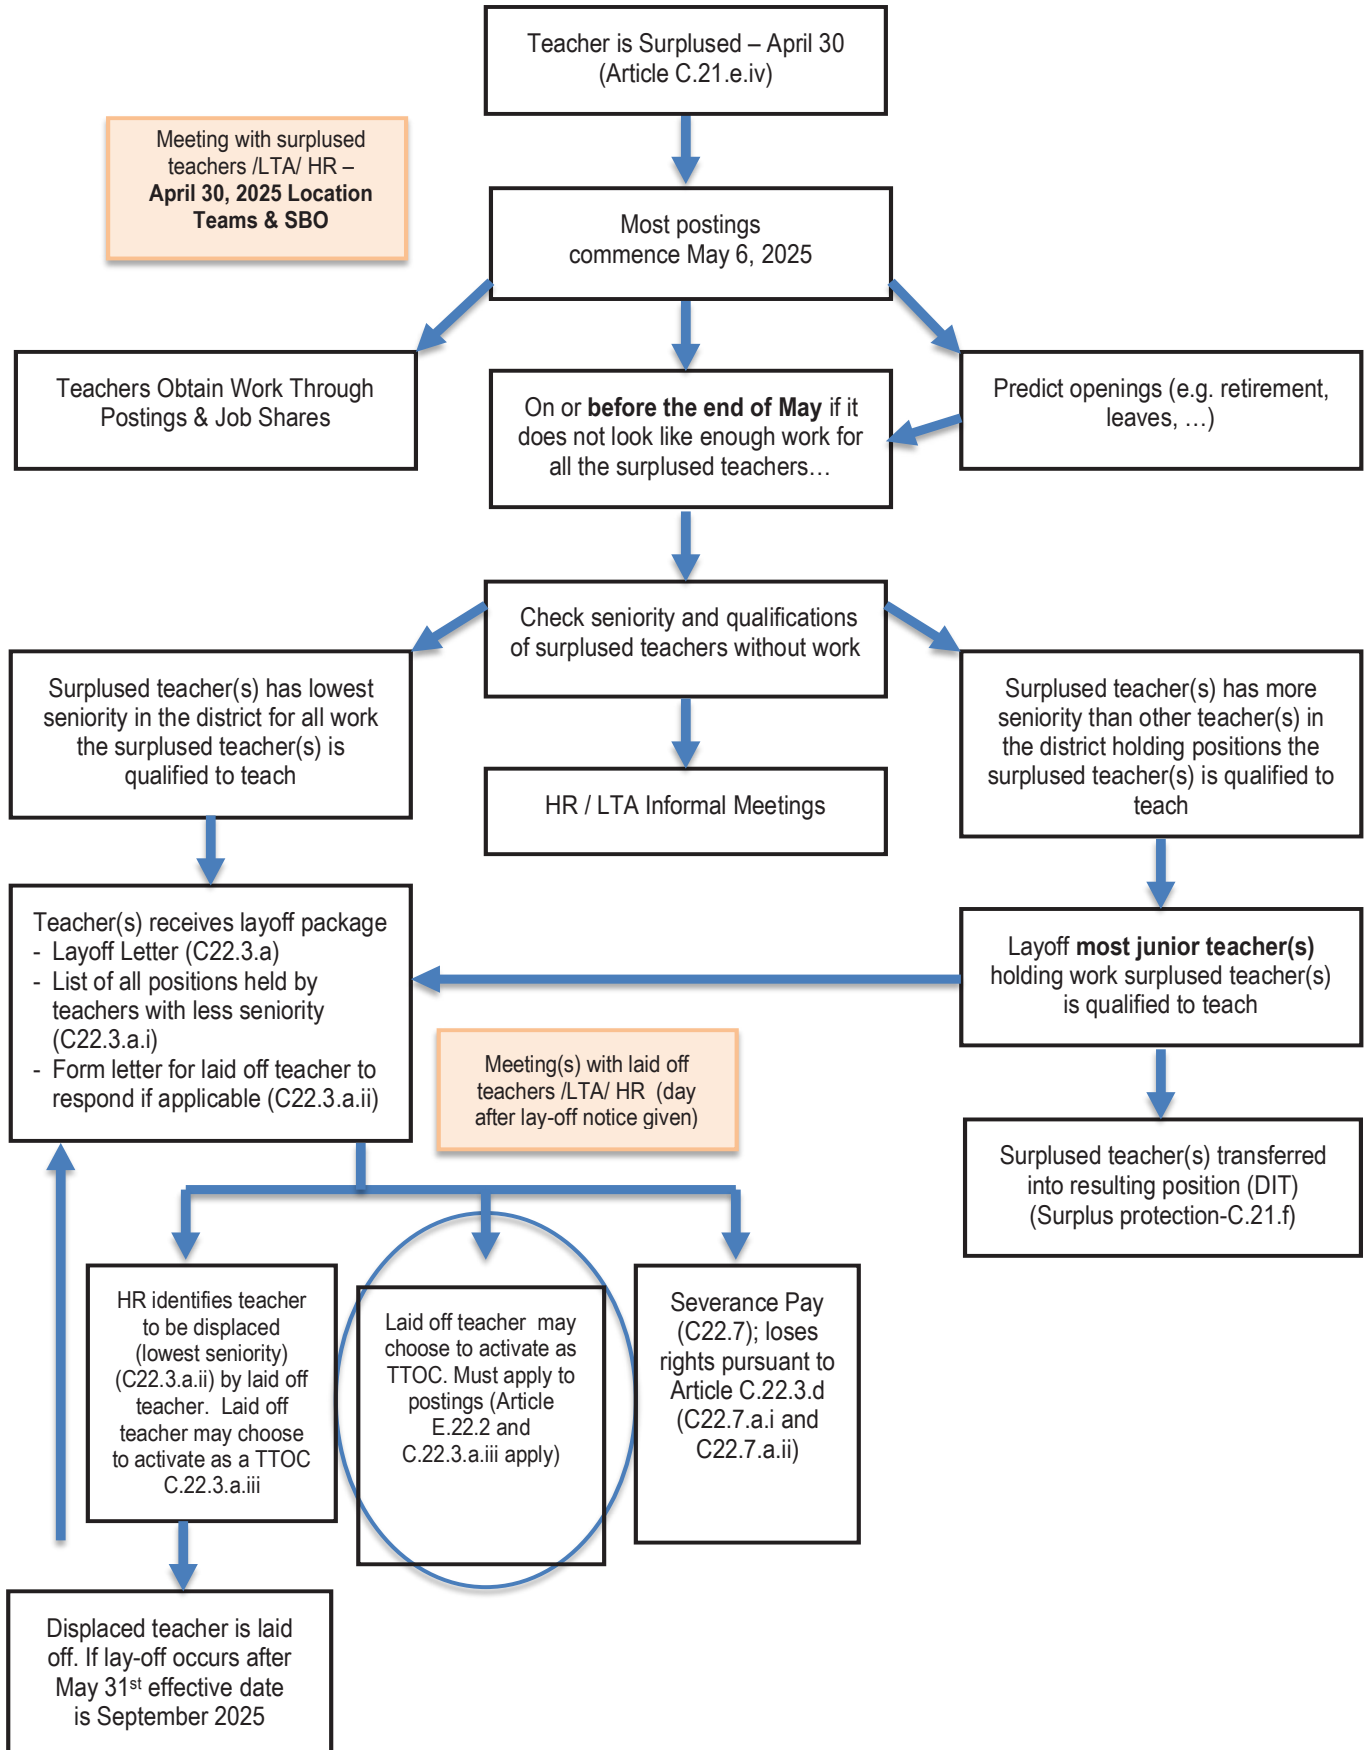 Teacher is Surplused – April 30
(Article C.21.e.iv)
Meeting with surplused
teachers /LTA/ HR –
April 30, 2025 Location
Teams & SBO
Most postings
commence May 6, 2025
Teachers Obtain Work Through
Postings & Job Shares
On or before the end of May if it
does not look like enough work for
all the surplused teachers…
Predict openings (e.g. retirement,
leaves, …)
Check seniority and qualifications
of surplused teachers without work
Surplused teacher(s) has lowest
seniority in the district for all work
the surplused teacher(s) is
qualified to teach
HR / LTA Informal Meetings
Surplused teacher(s) has more
seniority than other teacher(s) in
the district holding positions the
surplused teacher(s) is qualified to
teach
Teacher(s) receives layoff package
- Layoff Letter (C22.3.a)
- List of all positions held by
teachers with less seniority
(C22.3.a.i)
- Form letter for laid off teacher to
respond if applicable (C22.3.a.ii)
Layoff most junior teacher(s)
holding work surplused teacher(s)
is qualified to teach
Meeting(s) with laid off
teachers /LTA/ HR (day
after lay-off notice given)
Surplused teacher(s) transferred
into resulting position (DIT)
(Surplus protection-C.21.f)
HR identifies teacher
to be displaced
(lowest seniority)
(C22.3.a.ii) by laid off
teacher. Laid off
teacher may choose
to activate as a TTOC
C.22.3.a.iii
Laid off teacher may
choose to activate as
TTOC. Must apply to
postings (Article
E.22.2 and
C.22.3.a.iii apply)
Severance Pay
(C22.7); loses
rights pursuant to
Article C.22.3.d
(C22.7.a.i and
C22.7.a.ii)
Displaced teacher is laid
off. If lay-off occurs after
May 31st effective date
is September 2025